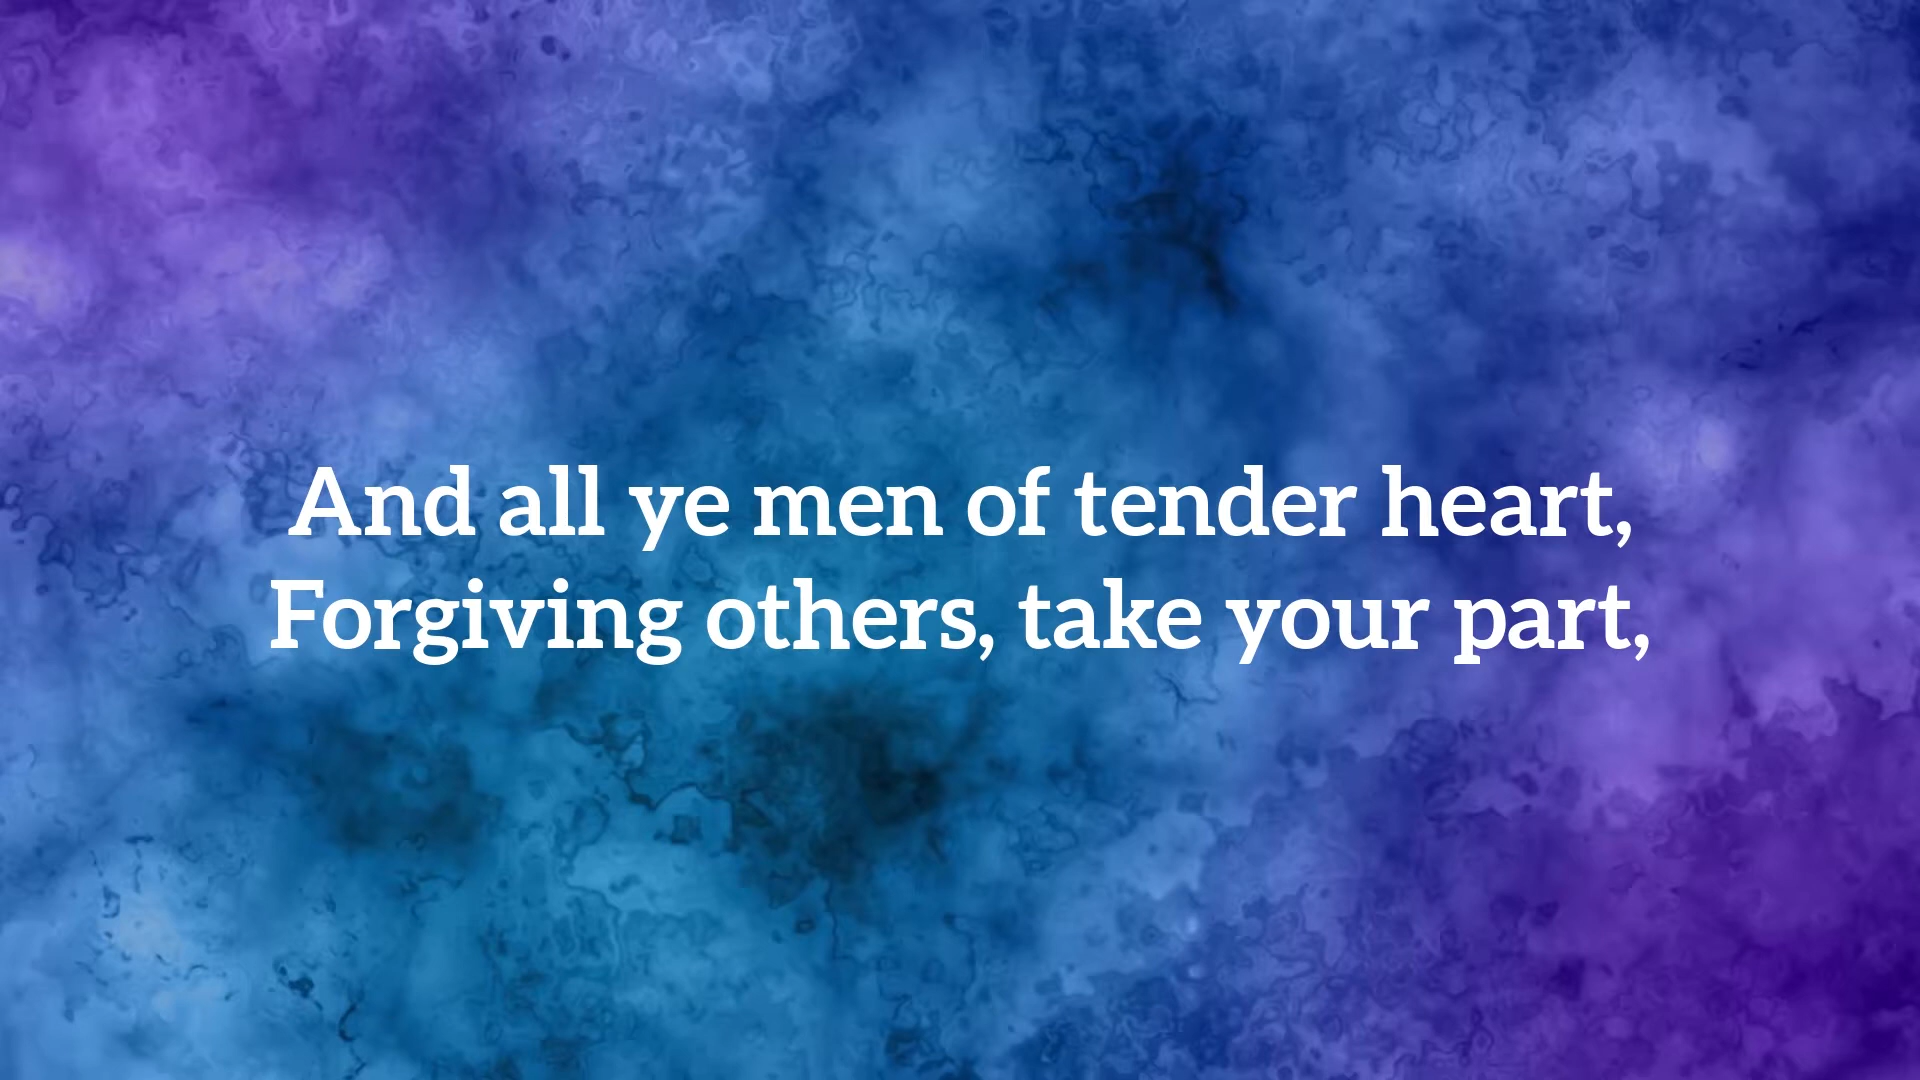 And all ye men of tender heart,
Forgiving others, take your part,